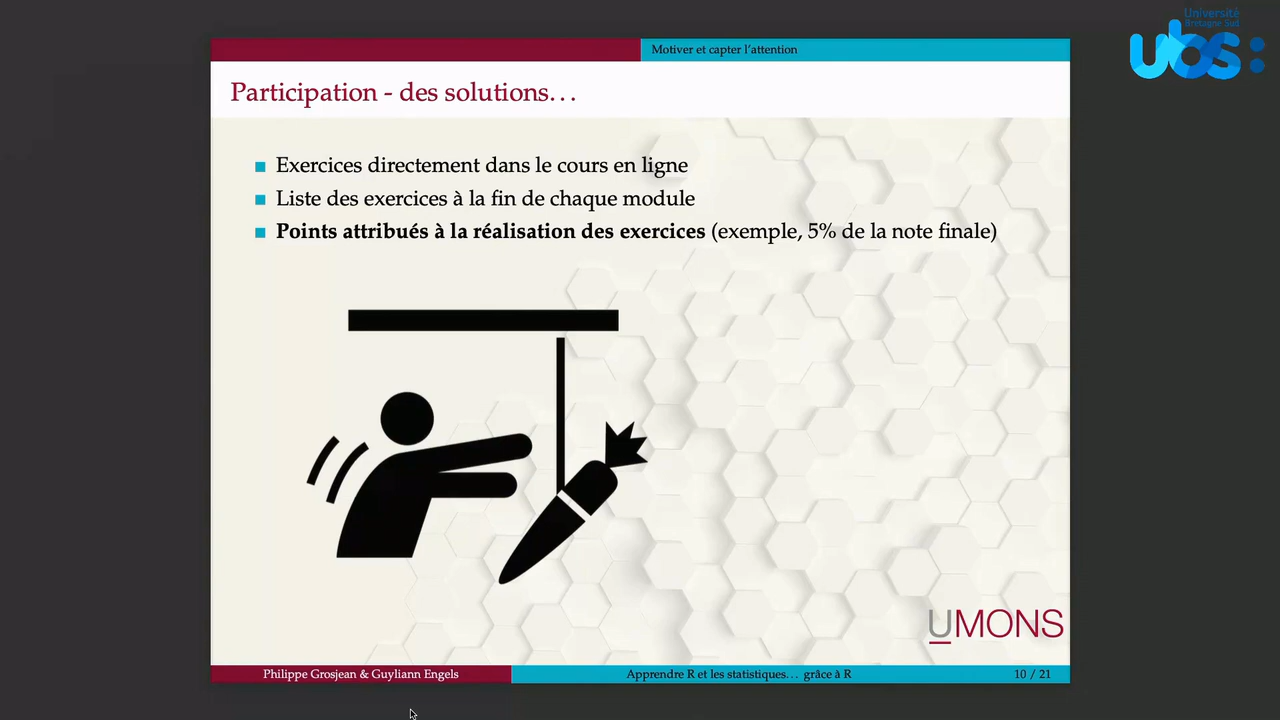 Université
Bretagne Sud
ubs:
Motiver et capter l'attention
Participation - des solutions...
Exercices directement dans le cours en ligne
Liste des exercices à la fin de chaque module
Points attribués à la réalisation des exercices (exemple, 5% de la note finale)
UMONS
Philippe Grosjean & Guyliann Engels
Apprendre R et les statistiques... grâce à R
10 / 21